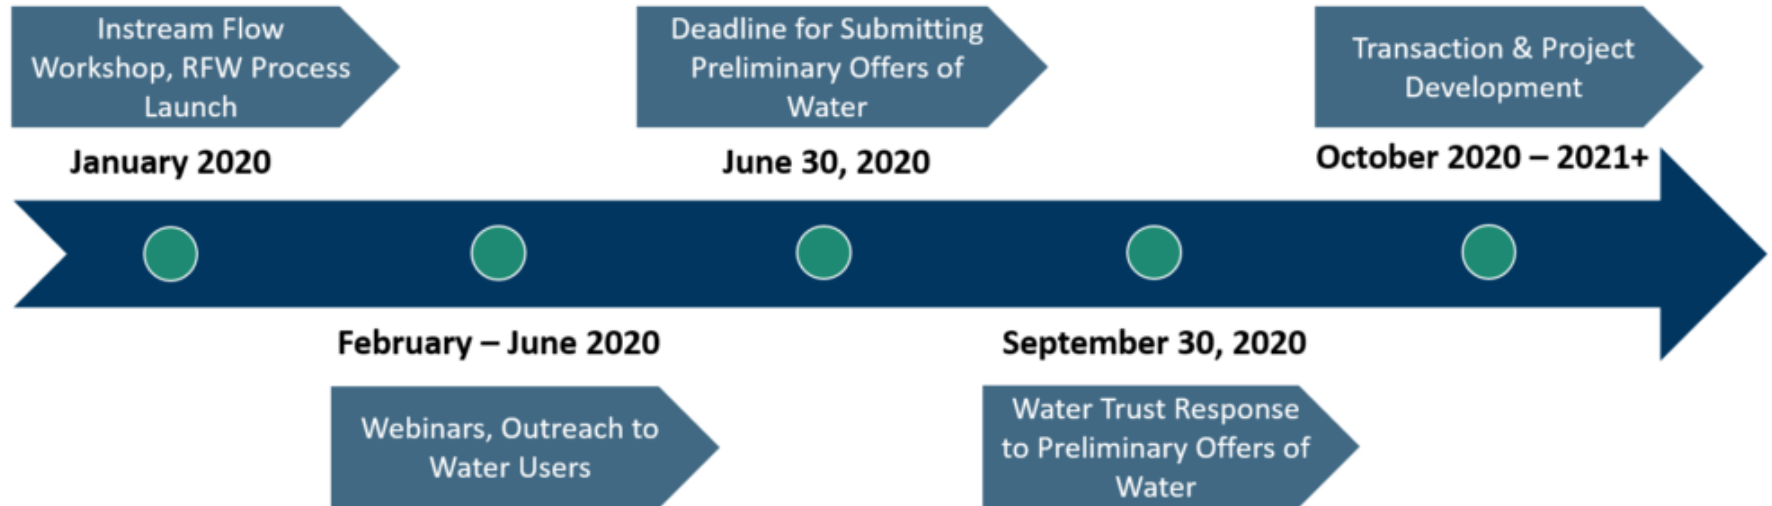 Instream Flow
Workshop, RFW Process
Launch
January 2020
February – June 2020
Webinars, Outreach to
Water Users
Deadline for Submitting
Preliminary Offers of
Water
June 30, 2020
September 30, 2020
Water Trust Response
to Preliminary Offers of
Water
Transaction & Project
Development
October 2020 – 2021+